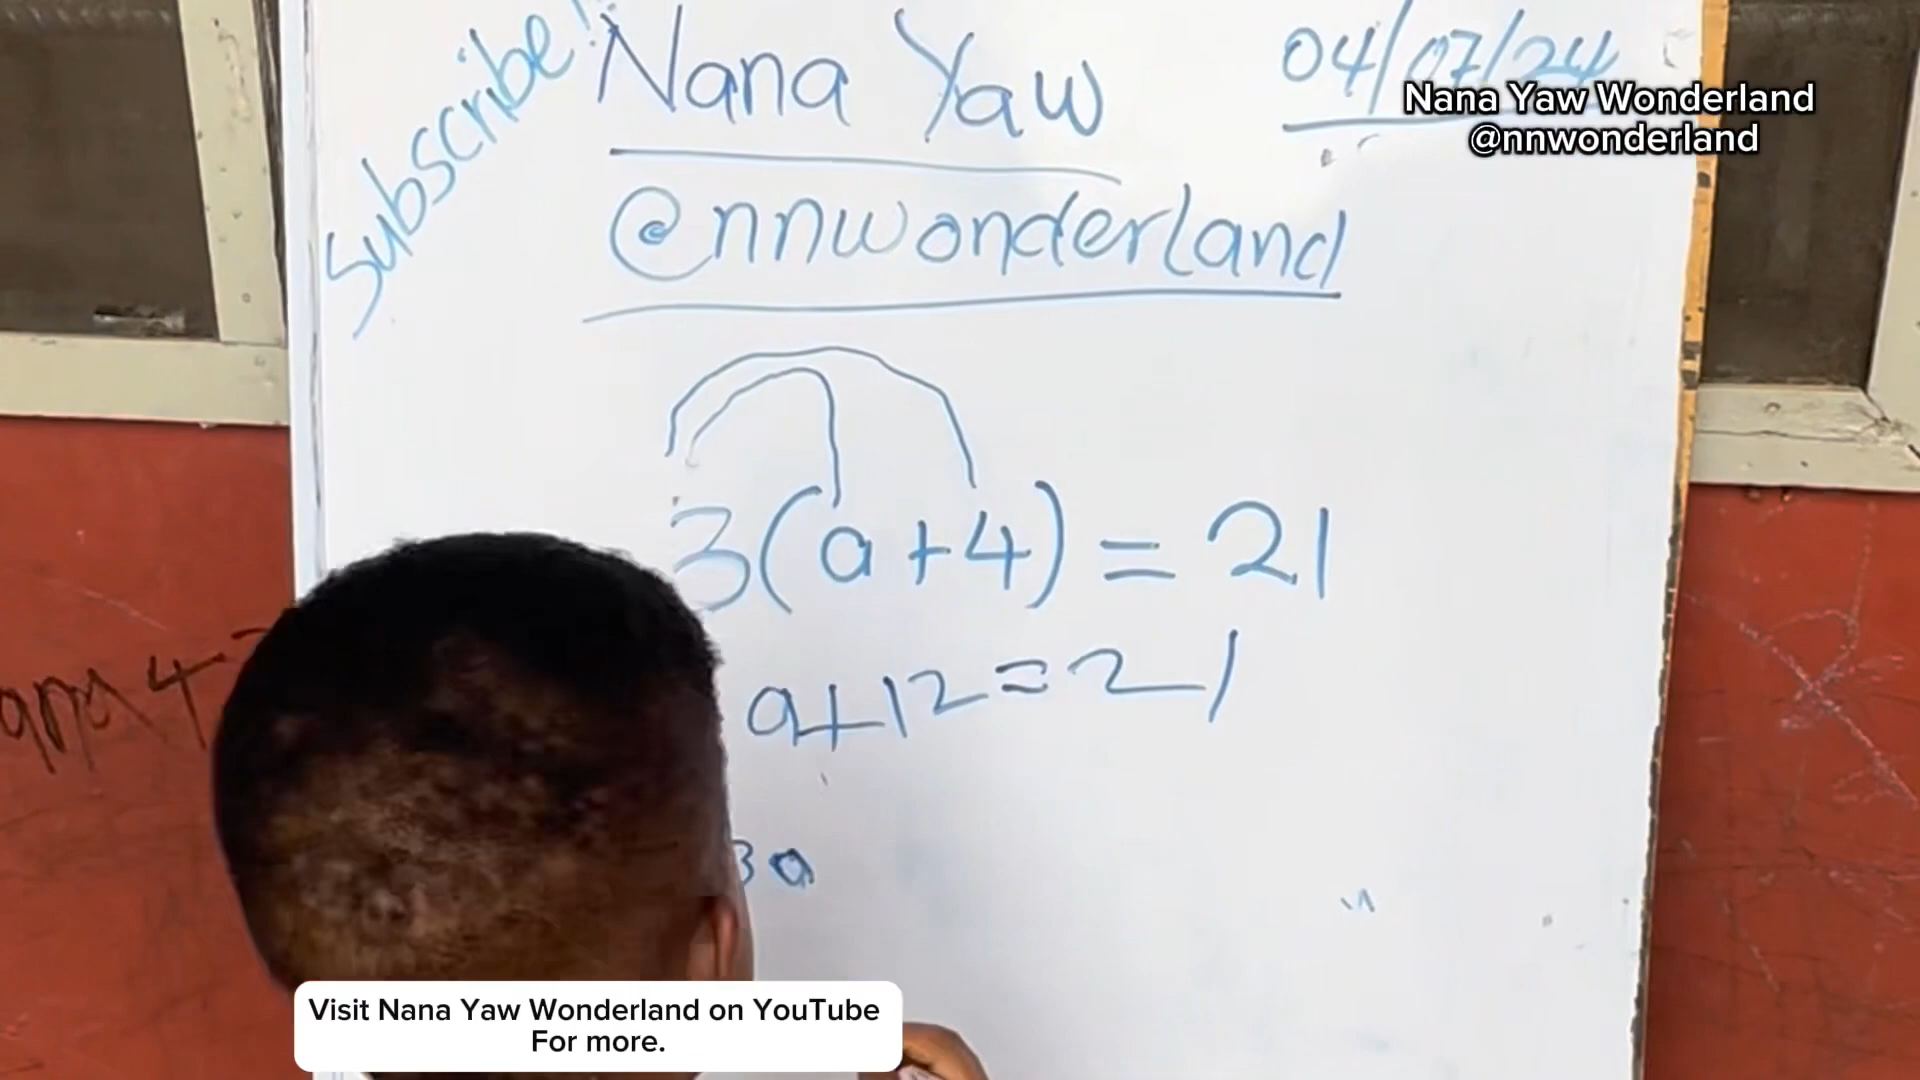 Subscribe!
Nana Yaw
04/07/24
Nana Yaw Wonderland
@nnwonderland
@nnwonderland
3(a+4)=21
a+12=21
3a
Visit Nana Yaw Wonderland on YouTube
For more.